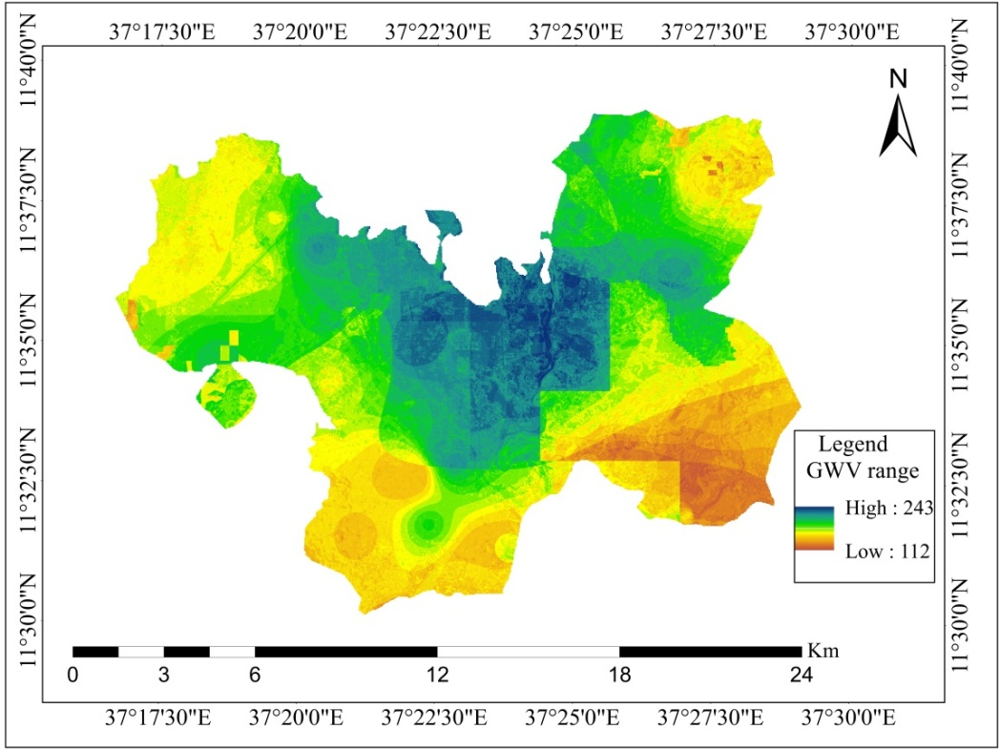 37°17'30"E 37°20'0"E 37°22'30"E 37°25'0"E 37°27'30"E 37°30'0"E
11°40'0"N
11°37'30"N
11°35'0"N
11°32'30"N
11°30'0"N
N
11°40'0"N
11°37'30"N
11°35'0"N
11°32'30"N
11°30'0"N
Legend
GWV range
High : 243
Low : 112
Km
0 3 6 12 18 24
37°17'30"E 37°20'0"E 37°22'30"E 37°25'0"E 37°27'30"E 37°30'0"E